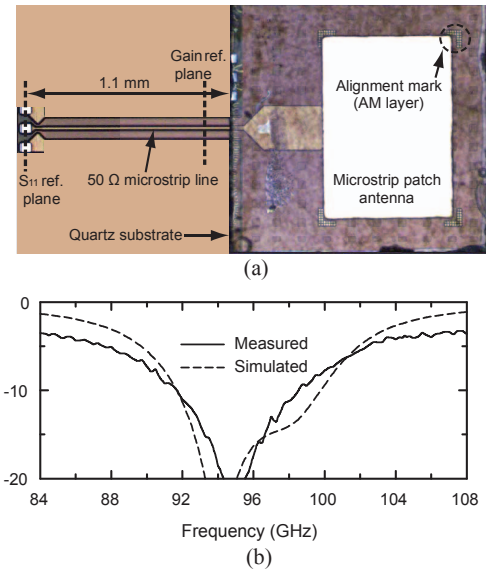 Gain ref.
plane
1.1 mm
Alignment mark
(AM layer)
S11 ref.
plane
50 Ω microstrip line
Microstrip patch
antenna
Quartz substrate
(a)
0
Measured
Simulated
-10
-20
84 88 92 96 100 104 108
Frequency (GHz)
(b)